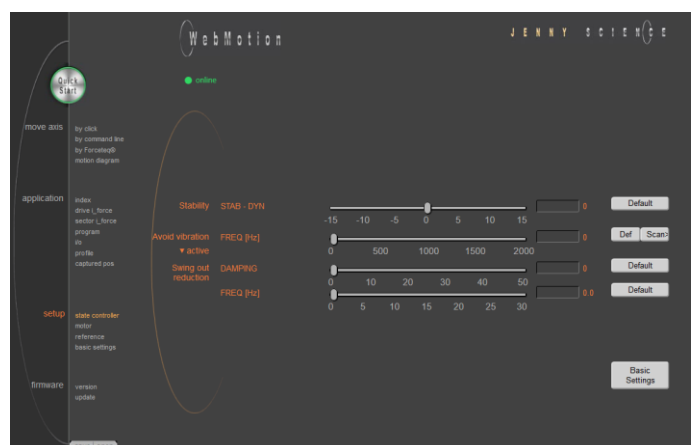 WebMotion
JENNY SCIENCE
Quick
Start
online
move axis
by click
by command line
by Forceteq®
motion diagram
application
index
drive i_force
sector i_force
program
i/o
profile
captured pos
Stability STAB - DYN 0 Default
-15 -10 -5 0 5 10 15
Avoid vibration FREQ [Hz] 0 Def Scan>
▼ active 0 500 1000 1500 2000
Swing out DAMPING 0 Default
reduction 0 10 20 30 40 50
FREQ [Hz] 0.0 Default
0 5 10 15 20 25 30
setup
state controller
motor
reference
basic settings
Basic
Settings
firmware
version
update